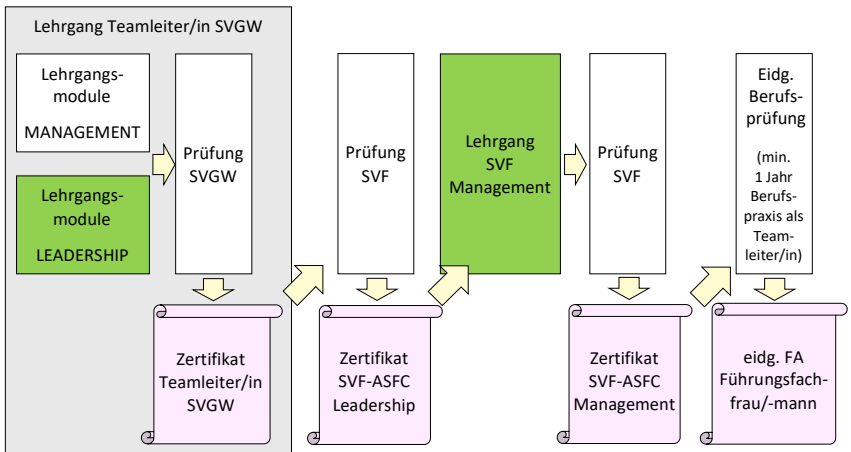 Lehrgang Teamleiter/in SVGW
Lehrgangs-
module
MANAGEMENT
Lehrgangs-
module
LEADERSHIP
Prüfung
SVGW
Zertifikat
Teamleiter/in
SVGW
Prüfung
SVF
Zertifikat
SVF-ASFC
Leadership
Lehrgang
SVF
Management
Prüfung
SVF
Zertifikat
SVF-ASFC
Management
Eidg.
Berufs-
prüfung
(min.
1 Jahr
Berufs-
praxis als
Team-
leiter/in)
eidg. FA
Führungsfach-
frau/-mann